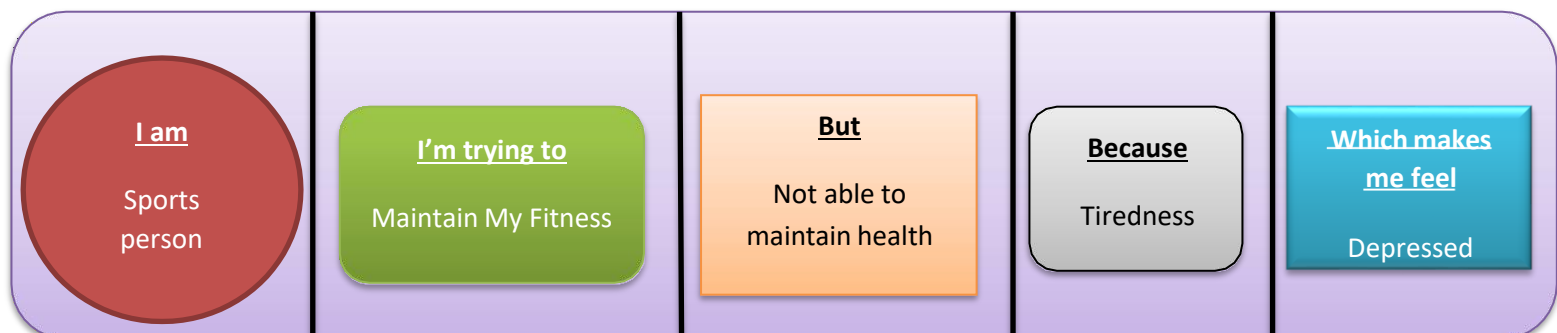 I am
Sports
person
I’m trying to
Maintain My Fitness
But
Not able to
maintain health
Because
Tiredness
Which makes
me feel
Depressed